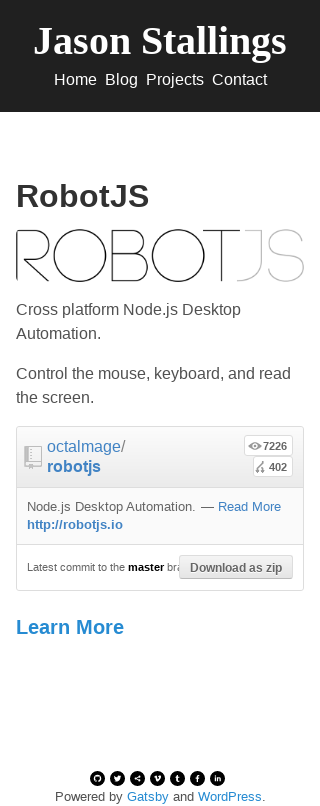 Jason Stallings
Home Blog Projects Contact
RobotJS
ROBOTJS
Cross platform Node.js Desktop
Automation.
Control the mouse, keyboard, and read
the screen.
octalmage/
robotjs
7226
402
Node.js Desktop Automation. — Read More
http://robotjs.io
Latest commit to the master
Download as zip
Learn More
Powered by Gatsby and WordPress.